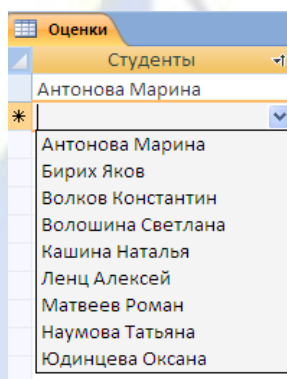 Оценки
Студенты
Антонова Марина
*
Антонова Марина
Бирих Яков
Волков Константин
Волошина Светлана
Кашина Наталья
Ленц Алексей
Матвеев Роман
Наумова Татьяна
Юдинцева Оксана